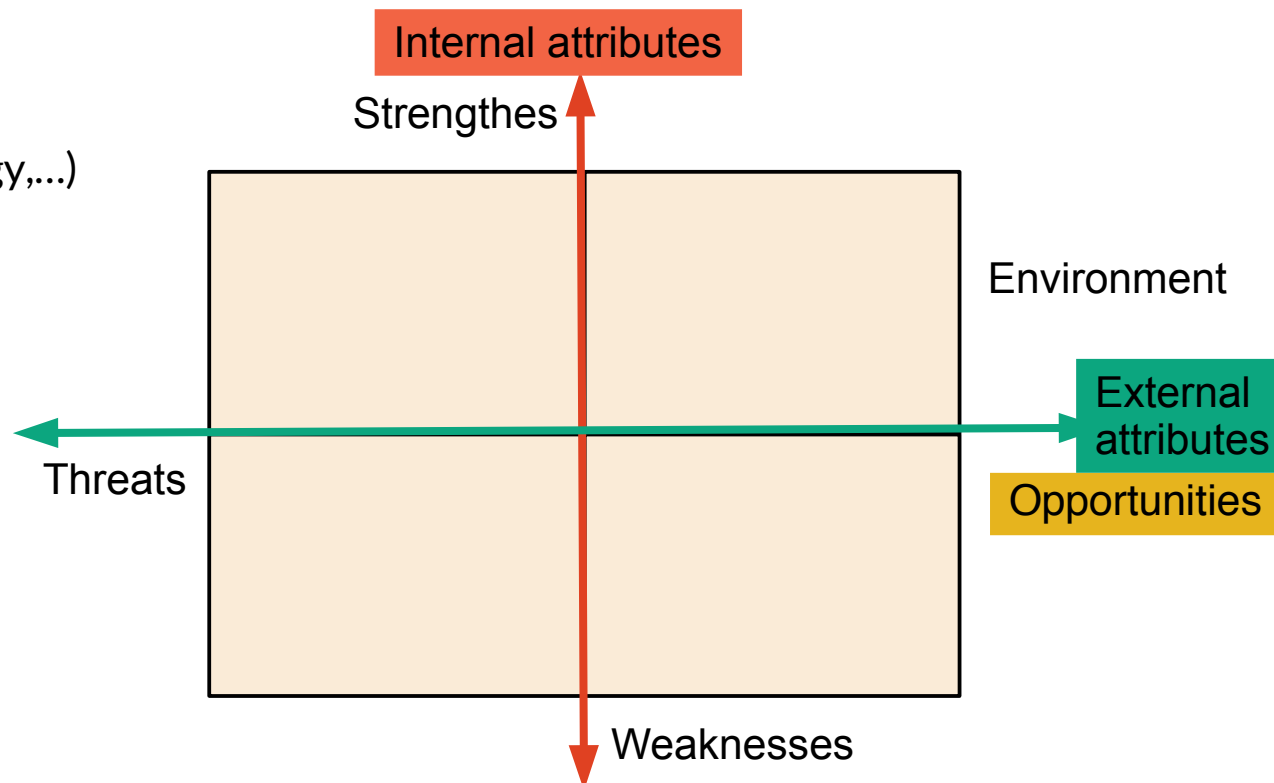 Internal attributes
Strengthes
gy,...)
Environment
External
attributes
Threats
Opportunities
Weaknesses